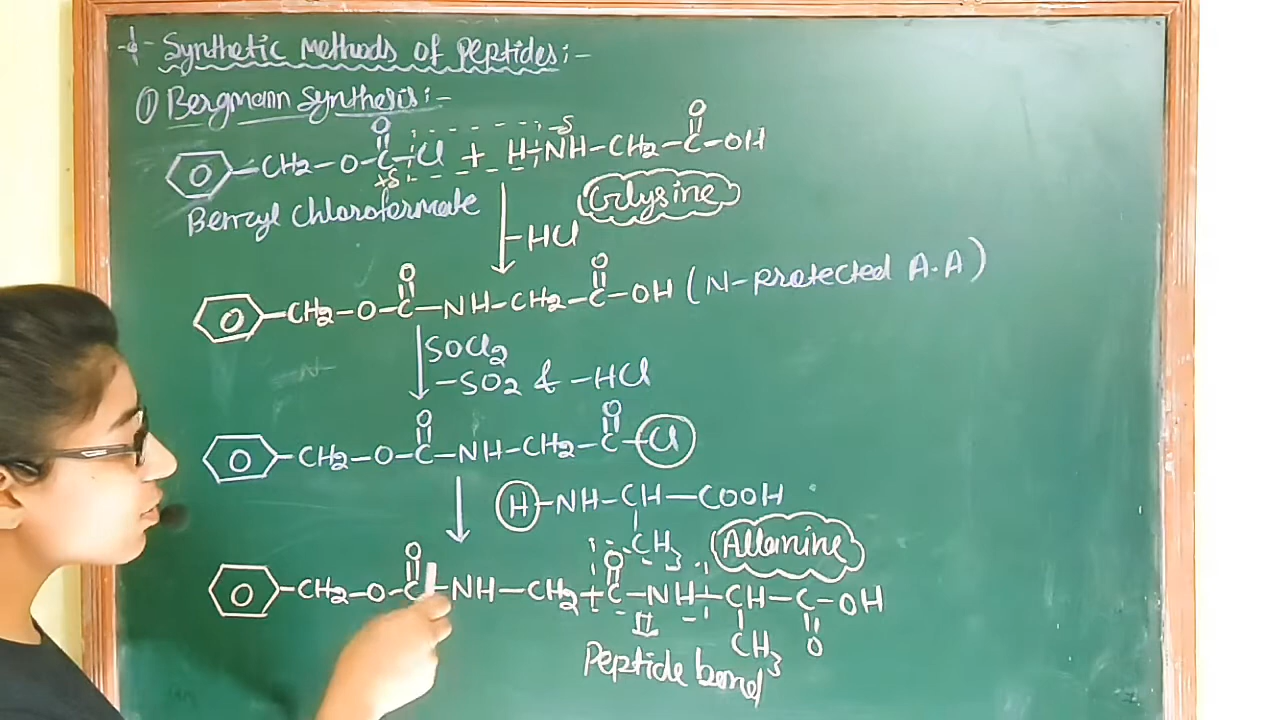 Synthetic Methods of Peptides:-
① Bergmann Synthesis:-
O O
CH2-O-C-Cl + H-NH-CH2-C-OH
+δ -δ
Benzyl chloroformate Glysine
-HCl
O O
CH2-O-C-NH-CH2-C-OH (N-protected A.A)
SOCl2
-SO2 & -HCl
O O
CH2-O-C-NH-CH2-C-Cl
H-NH-CH-COOH
CH3 Allanine
O O
CH2-O-C-NH-CH2-C-NH-CH-C-OH
CH3 O
Peptide bond